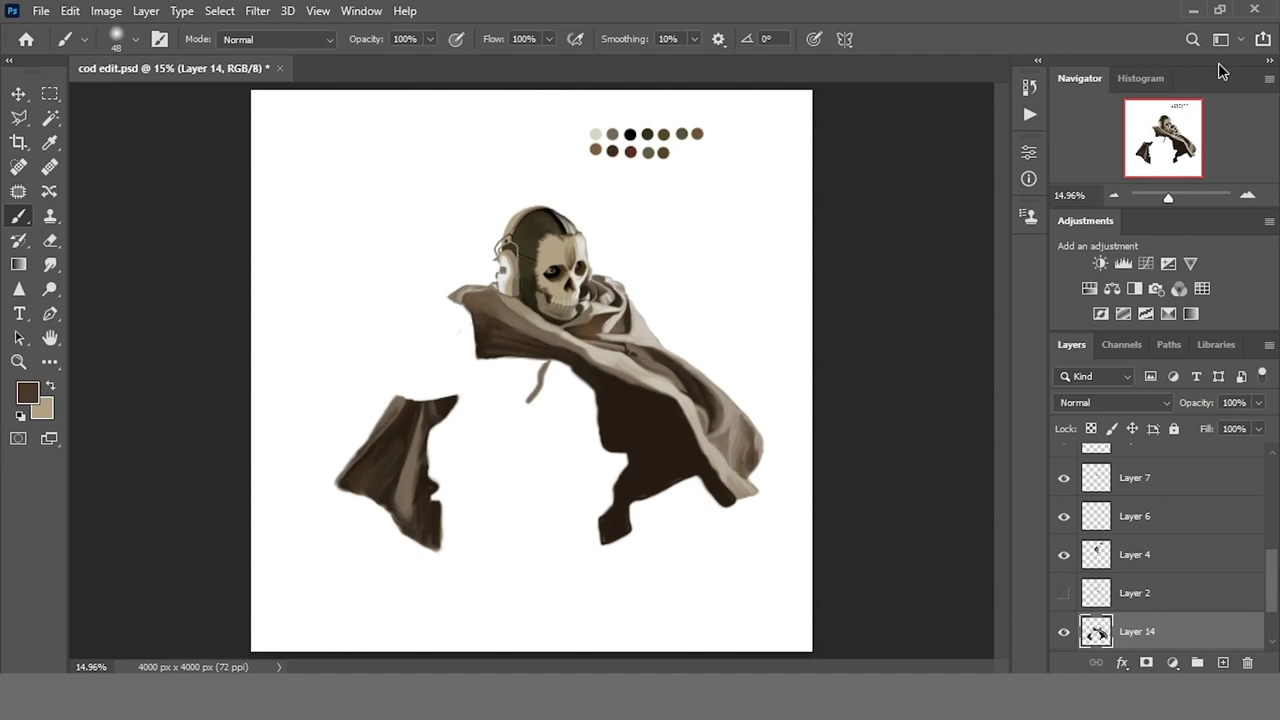 Ps File Edit Image Layer Type Select Filter 3D View Window Help
48 Mode: Normal Opacity: 100% Flow: 100% Smoothing: 10% 0°
cod edit.psd @ 15% (Layer 14, RGB/8) *
Navigator Histogram
14.96%
Adjustments
Add an adjustment
Layers Channels Paths Libraries
Kind
Normal Opacity: 100%
Lock: Fill: 100%
Layer 7
Layer 6
Layer 4
Layer 2
Layer 14
14.96% 4000 px x 4000 px (72 ppi)